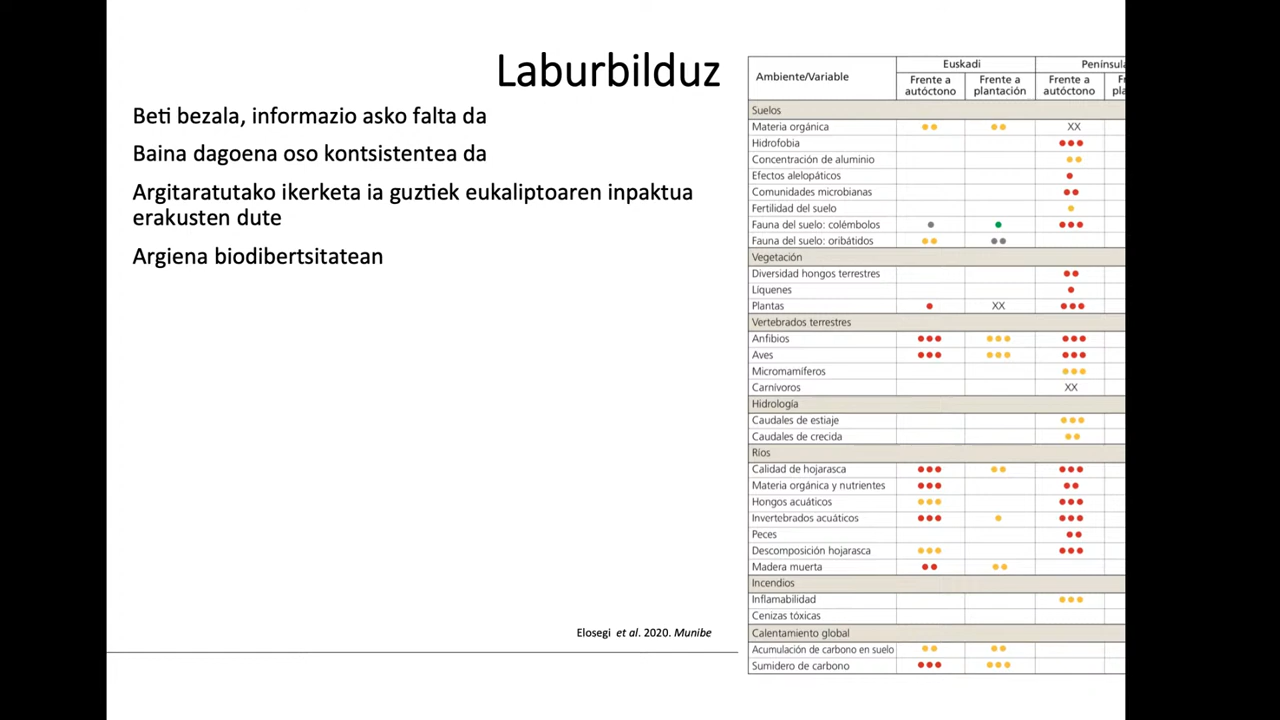 Laburbilduz
Beti bezala, informazio asko falta da
Baina dagoena oso kontsistentea da
Argitaratutako ikerketa ia guztiek eukaliptoaren inpaktua
erakusten dute
Argiena biodibertsitatean
Elosegi et al. 2020. Munibe
Ambiente/Variable
Euskadi
Frente a autóctono
Frente a plantación
Frente a autóctono
Suelos
Materia orgánica XX
Hidrofobia
Concentración de aluminio
Efectos alelopáticos
Comunidades microbianas
Fertilidad del suelo
Fauna del suelo: colémbolos
Fauna del suelo: oribátidos
Vegetación
Diversidad hongos terrestres
Líquenes
Plantas XX
Vertebrados terrestres
Anfibios
Aves
Micromamíferos
Carnívoros XX
Hidrología
Caudales de estiaje
Caudales de crecida
Ríos
Calidad de hojarasca
Materia orgánica y nutrientes
Hongos acuáticos
Invertebrados acuáticos
Peces
Descomposición hojarasca
Madera muerta
Incendios
Inflamabilidad
Cenizas tóxicas
Calentamiento global
Acumulación de carbono en suelo
Sumidero de carbono